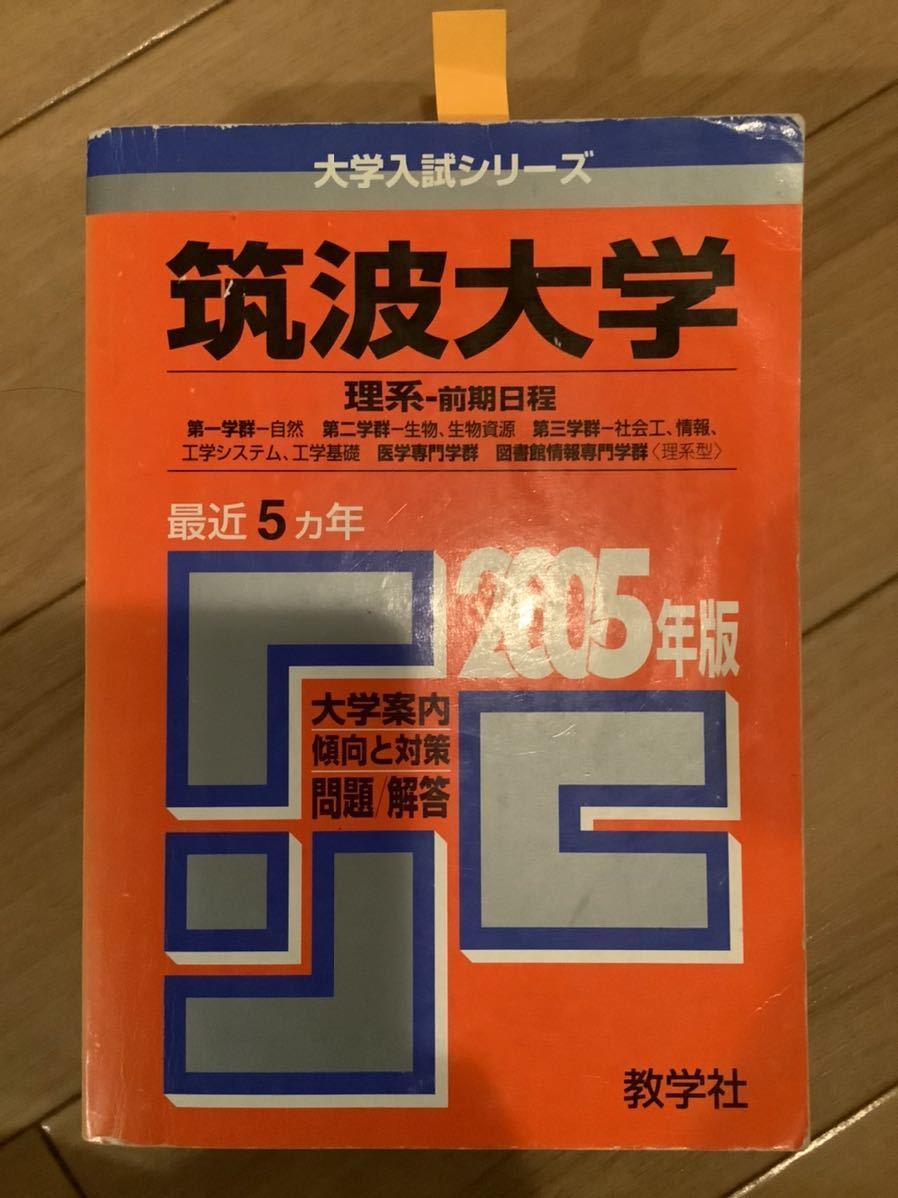 大学入試シリーズ
筑波大学
理系-前期日程
第一学群－自然 第二学群－生物、生物資源 第三学群－社会工、情報、
工学システム、工学基礎 医学専門学群 図書館情報専門学群〈理系型〉
最近5ヵ年
2005年版
大学案内
傾向と対策
問題/解答
教学社